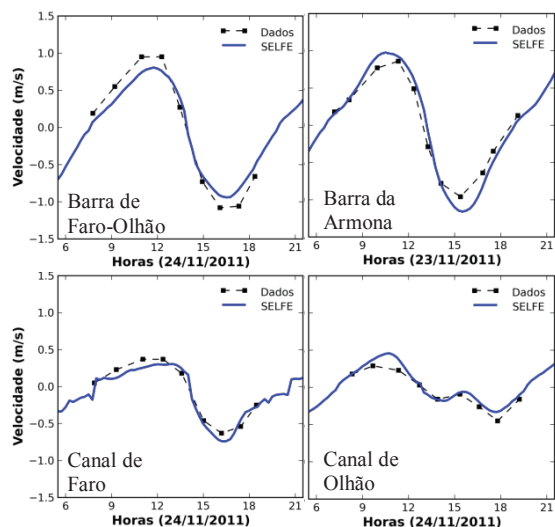 1.5
1.0
0.5
0.0
−0.5
−1.0
−1.5
Velocidade (m/s)
Dados
SELFE
Barra de
Faro-Olhão
6 9 12 15 18 21
Horas (24/11/2011)
Dados
SELFE
Barra da
Armona
6 9 12 15 18 21
Horas (23/11/2011)
1.5
1.0
0.5
0.0
−0.5
−1.0
−1.5
Velocidade (m/s)
Dados
SELFE
Canal de
Faro
6 9 12 15 18 21
Horas (24/11/2011)
Dados
SELFE
Canal de
Olhão
6 9 12 15 18 21
Horas (24/11/2011)